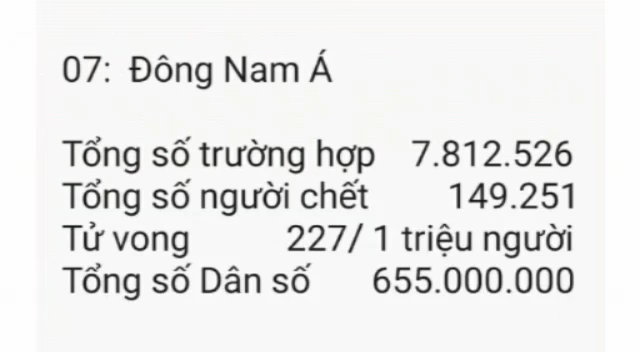 07: Đông Nam Á
Tổng số trường hợp 7.812.526
Tổng số người chết 149.251
Tử vong 227/ 1 triệu người
Tổng số Dân số 655.000.000